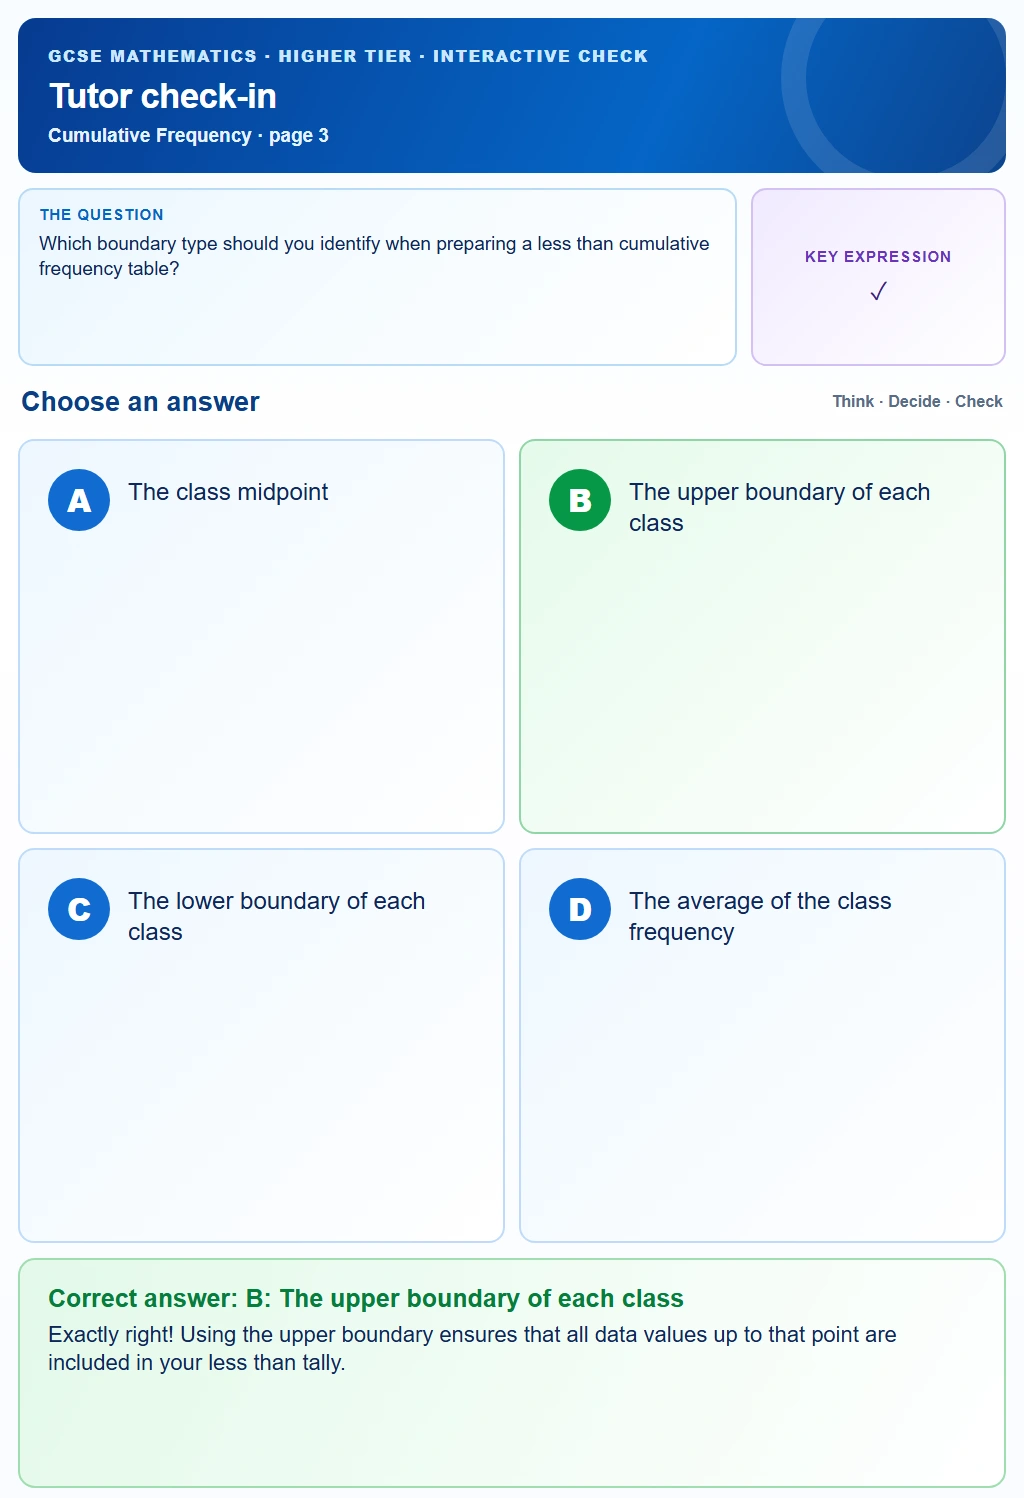 GCSE MATHEMATICS · HIGHER TIER · INTERACTIVE CHECK
Tutor check-in
Cumulative Frequency · page 3
THE QUESTION
Which boundary type should you identify when preparing a less than cumulative
frequency table?
KEY EXPRESSION
✓
Choose an answer
Think · Decide · Check
A
The class midpoint
B
The upper boundary of each
class
C
The lower boundary of each
class
D
The average of the class
frequency
Correct answer: B: The upper boundary of each class
Exactly right! Using the upper boundary ensures that all data values up to that point are
included in your less than tally.